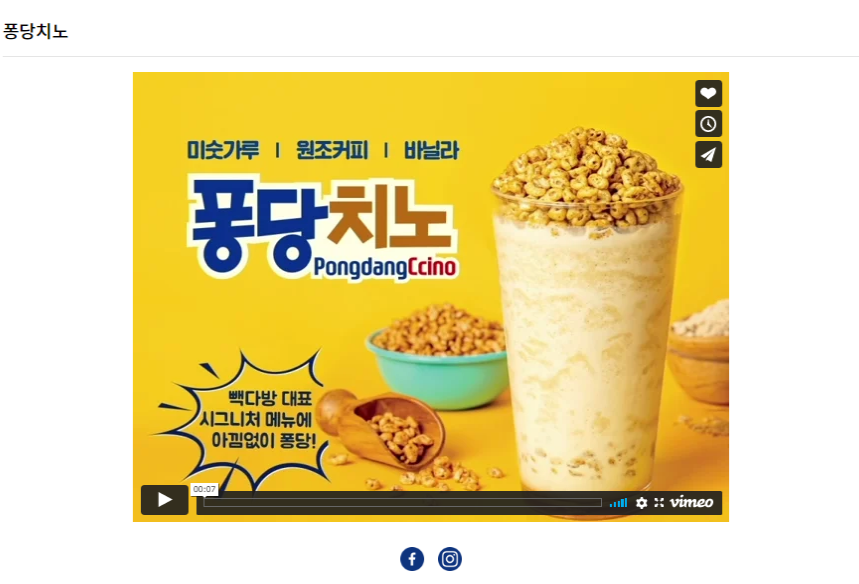 퐁당치노
미숫가루 | 원조커피 | 바닐라
퐁당치노
PongdangCcino
빽다방 대표
시그니처 메뉴에
아낌없이 퐁당!
00:07
vimeo